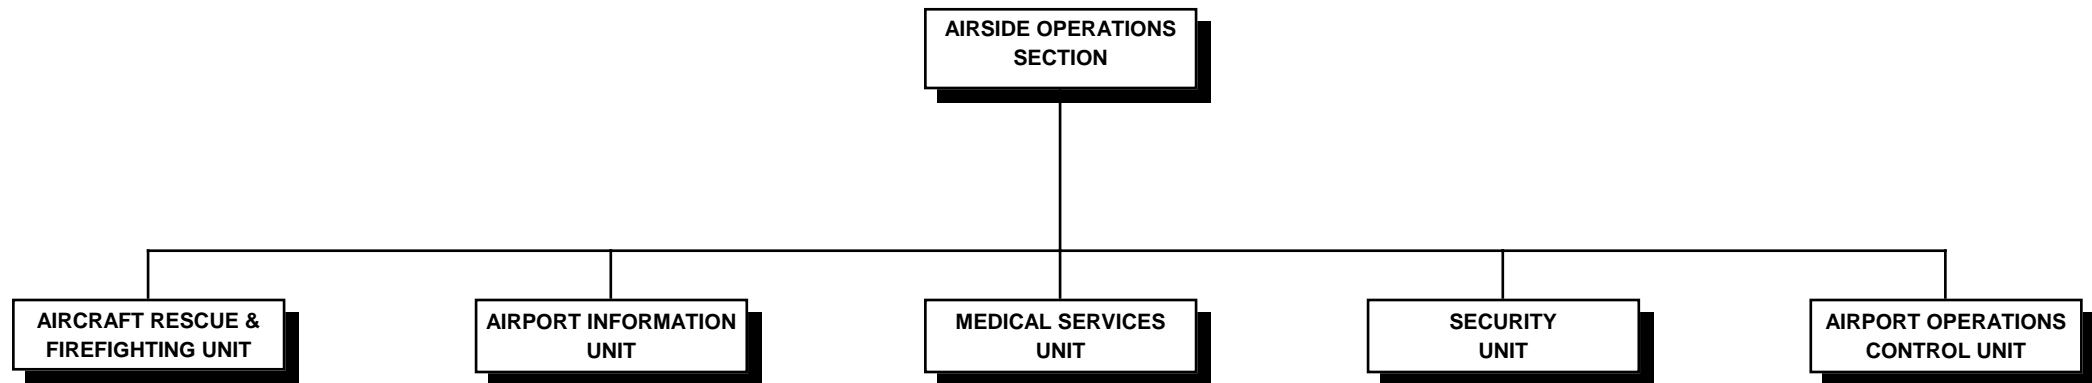 AIRSIDE OPERATIONS
SECTION
AIRCRAFT RESCUE &
FIREFIGHTING UNIT
AIRPORT INFORMATION
UNIT
MEDICAL SERVICES
UNIT
SECURITY
UNIT
AIRPORT OPERATIONS
CONTROL UNIT